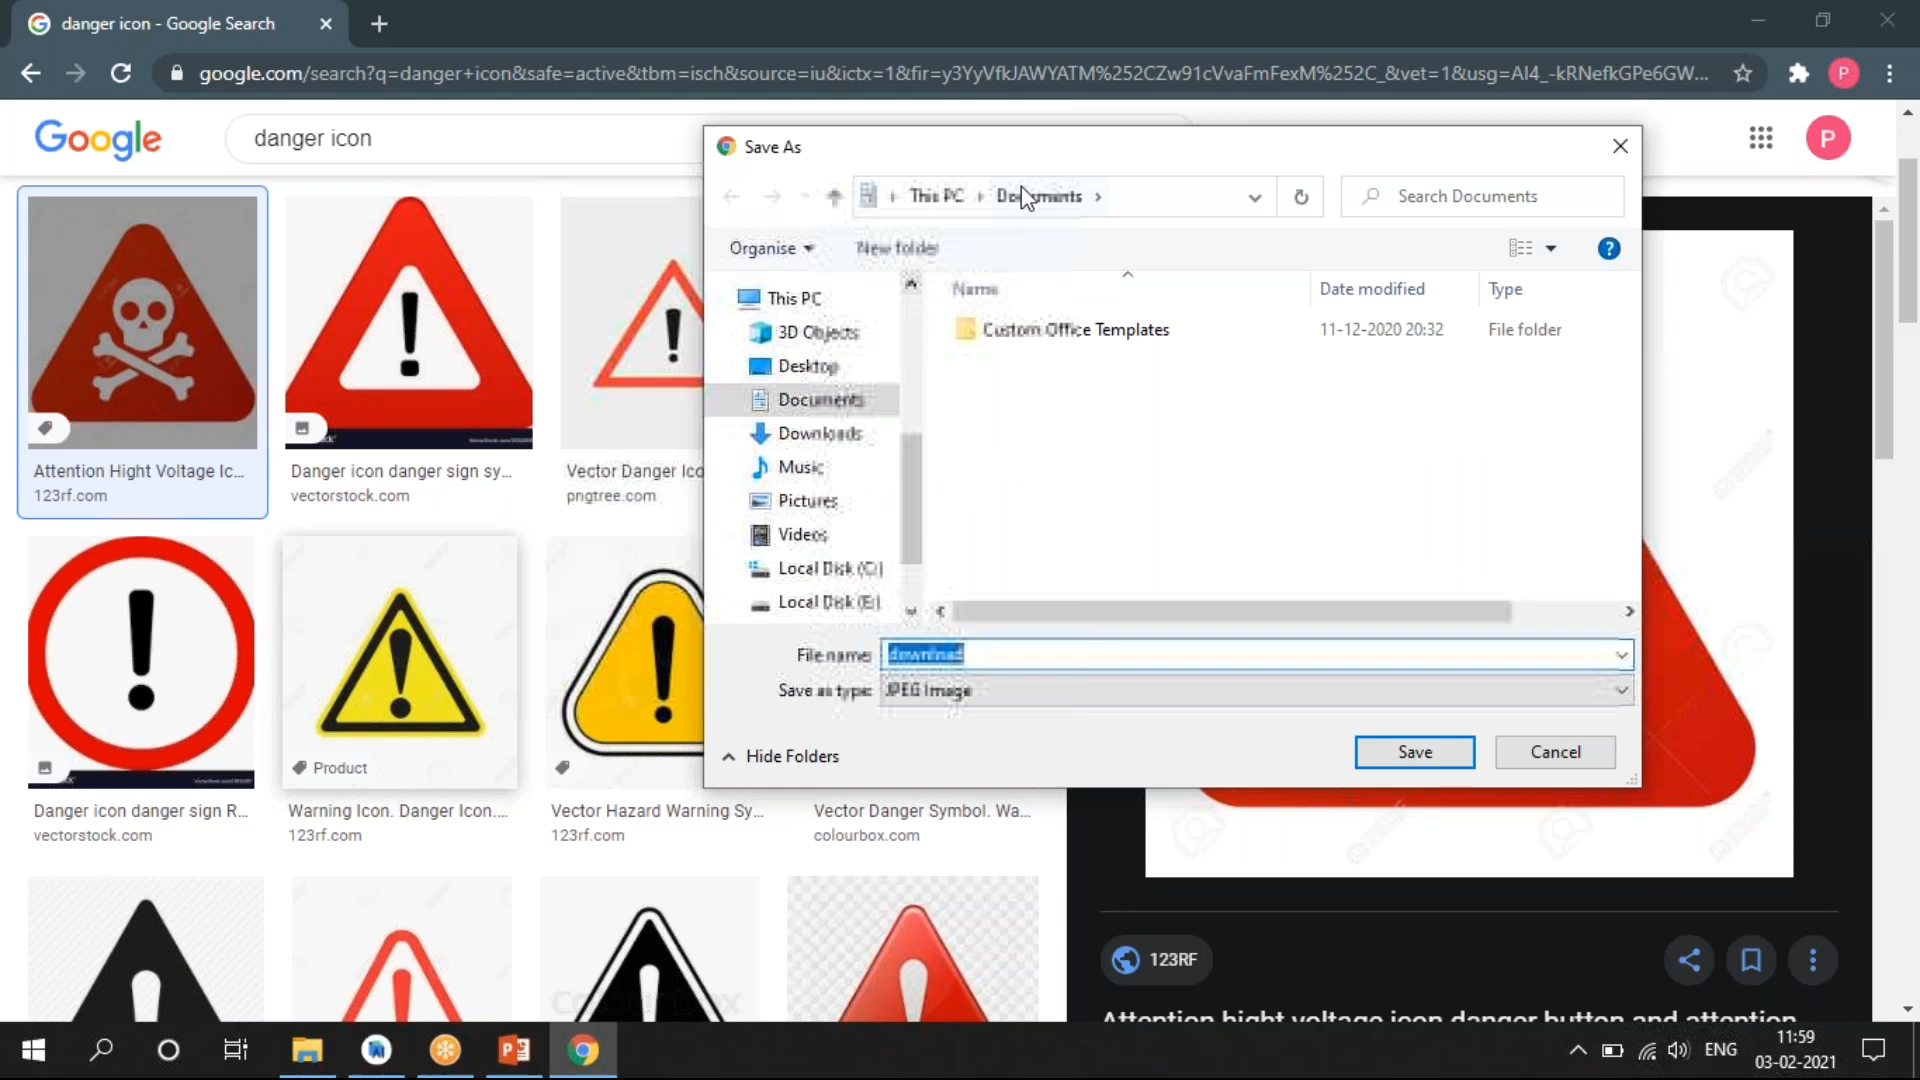 danger icon - Google Search
google.com/search?q=danger+icon&safe=active&tbm=isch&source=iu&ictx=1&fir=y3YyVfkJAWYATM%252CZw91cVvaFmFexM%252C_&vet=1&usg=AI4_-kRNefkGPe6GW...
P
Google
danger icon
P
Save As
This PC
Documents
Search Documents
Organise
New folder
This PC
3D Objects
Desktop
Documents
Downloads
Music
Pictures
Videos
Local Disk (C:)
Local Disk (E:)
Name
Date modified
Type
Custom Office Templates
11-12-2020 20:32
File folder
File name:
download
Save as type:
JPEG Image
Hide Folders
Save
Cancel
Attention Hight Voltage Ic...
123rf.com
Danger icon danger sign sy...
vectorstock.com
Vector Danger Ico
pngtree.com
Product
Danger icon danger sign R...
vectorstock.com
Warning Icon. Danger Icon....
123rf.com
Vector Hazard Warning Sy...
123rf.com
Vector Danger Symbol. Wa...
colourbox.com
123RF
Attention hight voltage icon danger button and attention
ENG
11:59
03-02-2021